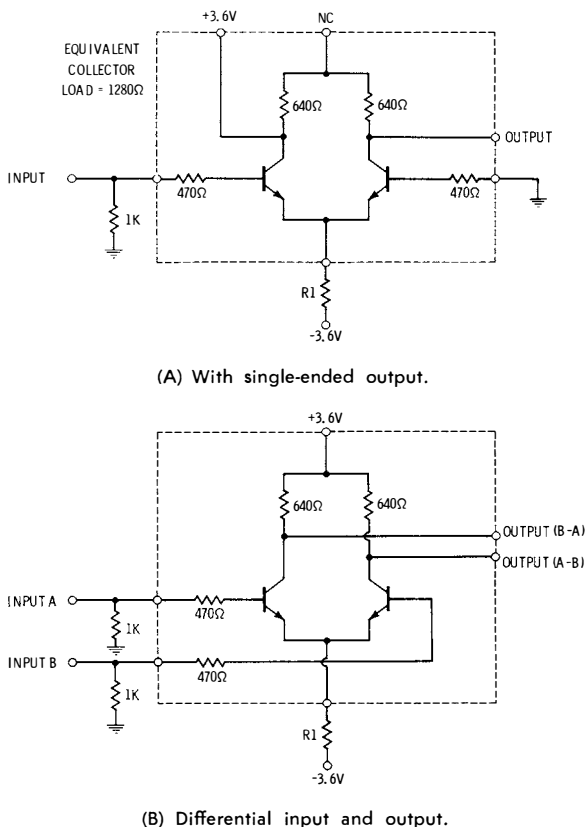 +3.6V
NC
EQUIVALENT
COLLECTOR
LOAD = 1280Ω
640Ω
640Ω
OUTPUT
INPUT
470Ω
470Ω
1K
R1
-3.6V
(A) With single-ended output.
+3.6V
640Ω
640Ω
OUTPUT (B-A)
OUTPUT (A-B)
INPUT A
470Ω
1K
INPUT B
470Ω
1K
R1
-3.6V
(B) Differential input and output.